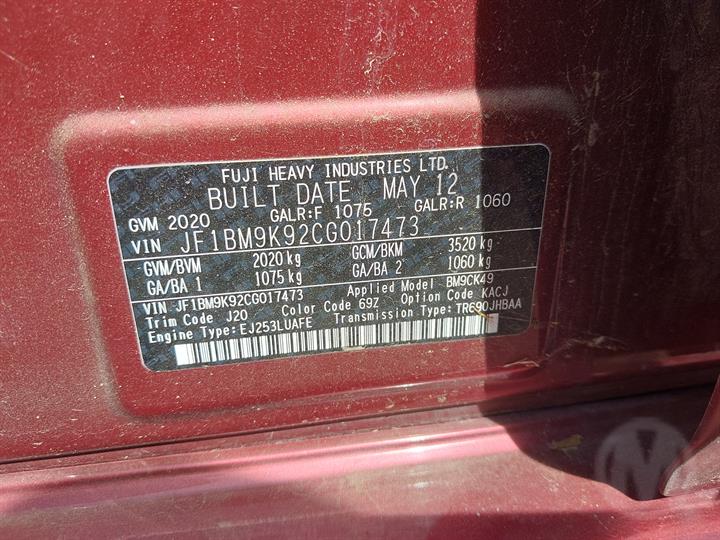 FUJI HEAVY INDUSTRIES LTD.
BUILT DATE MAY 12
GVM 2020 GALR:F 1075 GALR:R 1060
VIN JF1BM9K92CG017473
GVM/BVM 2020 kg GCM/BKM 3520 kg
GA/BA 1 1075 kg GA/BA 2 1060 kg
VIN JF1BM9K92CG017473 Applied Model BM9CK49
Trim Code J20 Color Code 69Z Option Code KACJ
Engine Type:EJ253LUAFE Transmission Type:TR690JHBAA
M